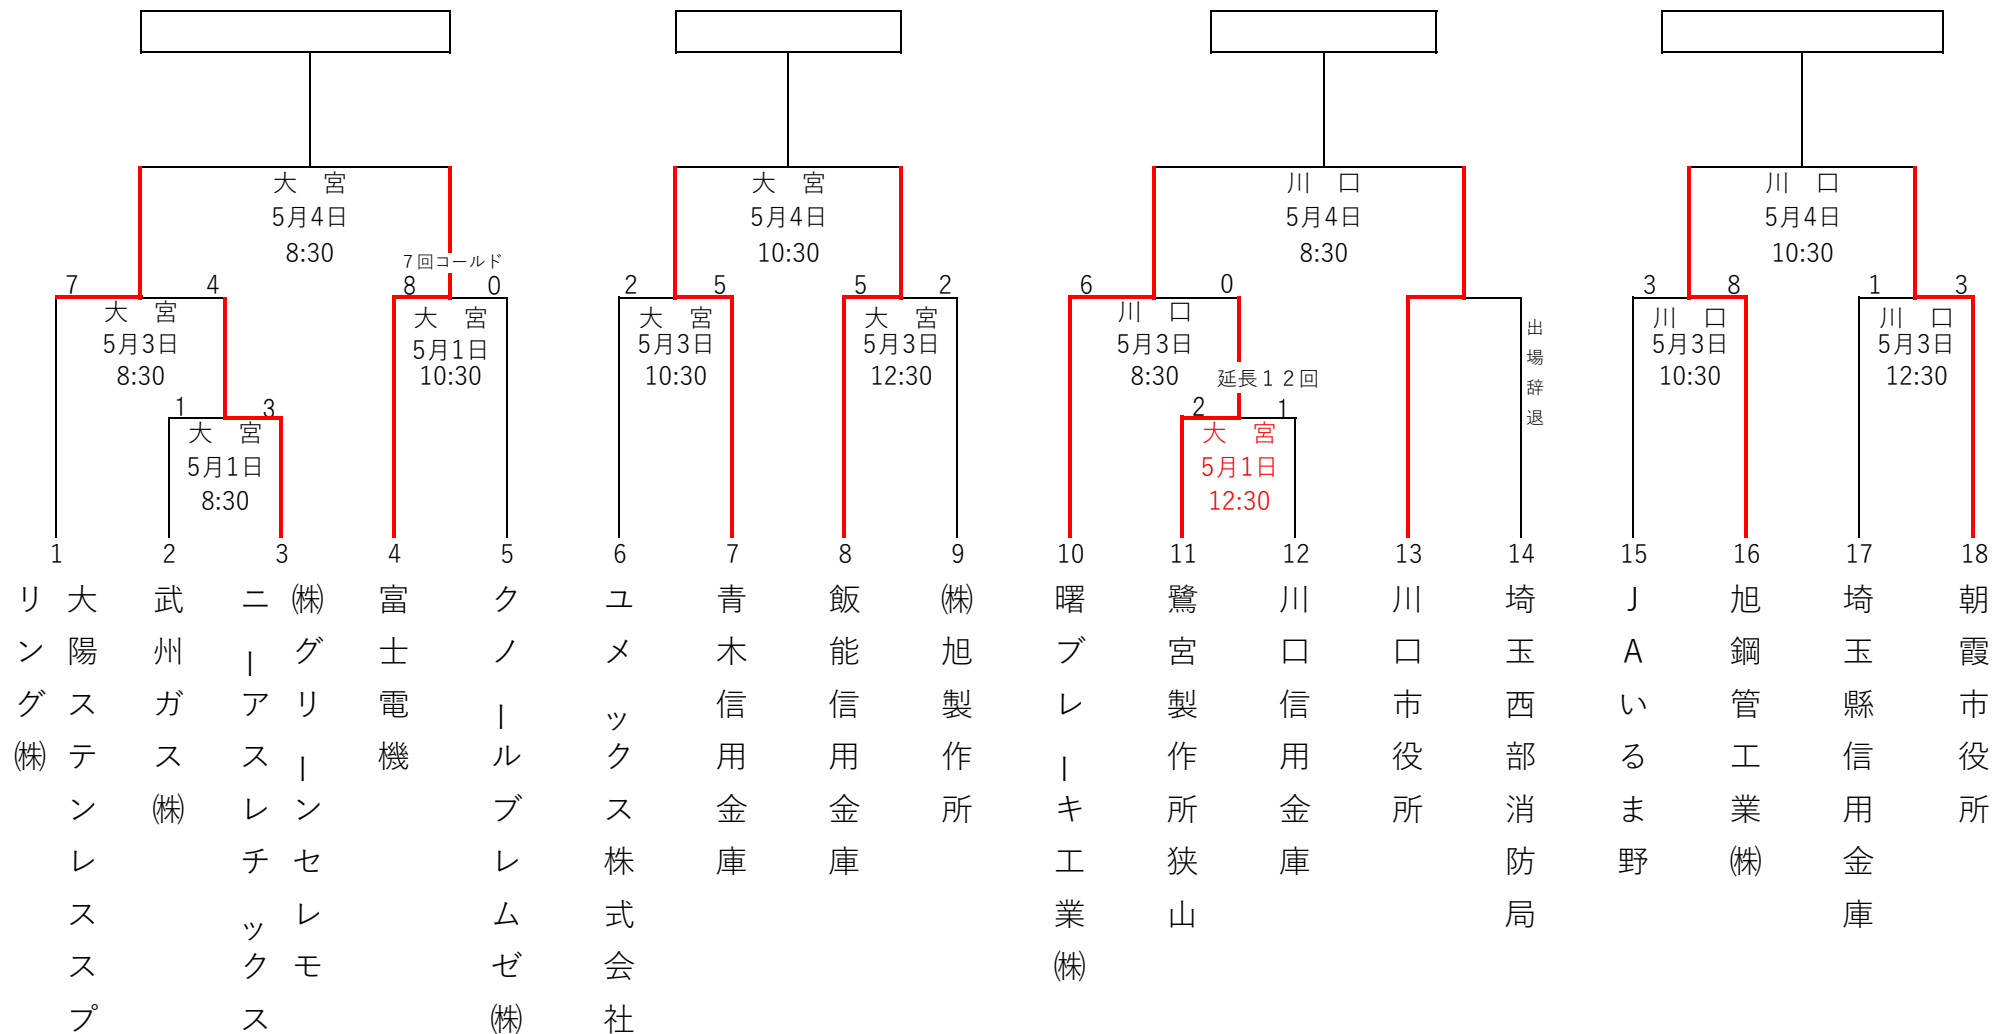 大　宮
5月4日
8:30
大　宮
5月4日
10:30
川　口
5月4日
8:30
川　口
5月4日
10:30
７回コールド
7 4
大　宮
5月3日
8:30
8 0
大　宮
5月1日
10:30
2 5
大　宮
5月3日
10:30
5 2
大　宮
5月3日
12:30
6 0
川　口
5月3日
8:30
出場辞退
3 8
川　口
5月3日
10:30
1 3
川　口
5月3日
12:30
1 3
大　宮
5月1日
8:30
延長１２回
2 1
大　宮
5月1日
12:30
1 2 3 4 5 6 7 8 9 10 11 12 13 14 15 16 17 18
大陽ステンレススプ
リング㈱
武州ガス㈱
㈱グリーンセレモ
ニーアスレチックス
富士電機
クノールブレムゼ㈱
ユメックス株式会社
青木信用金庫
飯能信用金庫
㈱旭製作所
曙ブレーキ工業㈱
鷺宮製作所狭山
川口信用金庫
川口市役所
埼玉西部消防局
JAいるま野
旭鋼管工業㈱
埼玉縣信用金庫
朝霞市役所